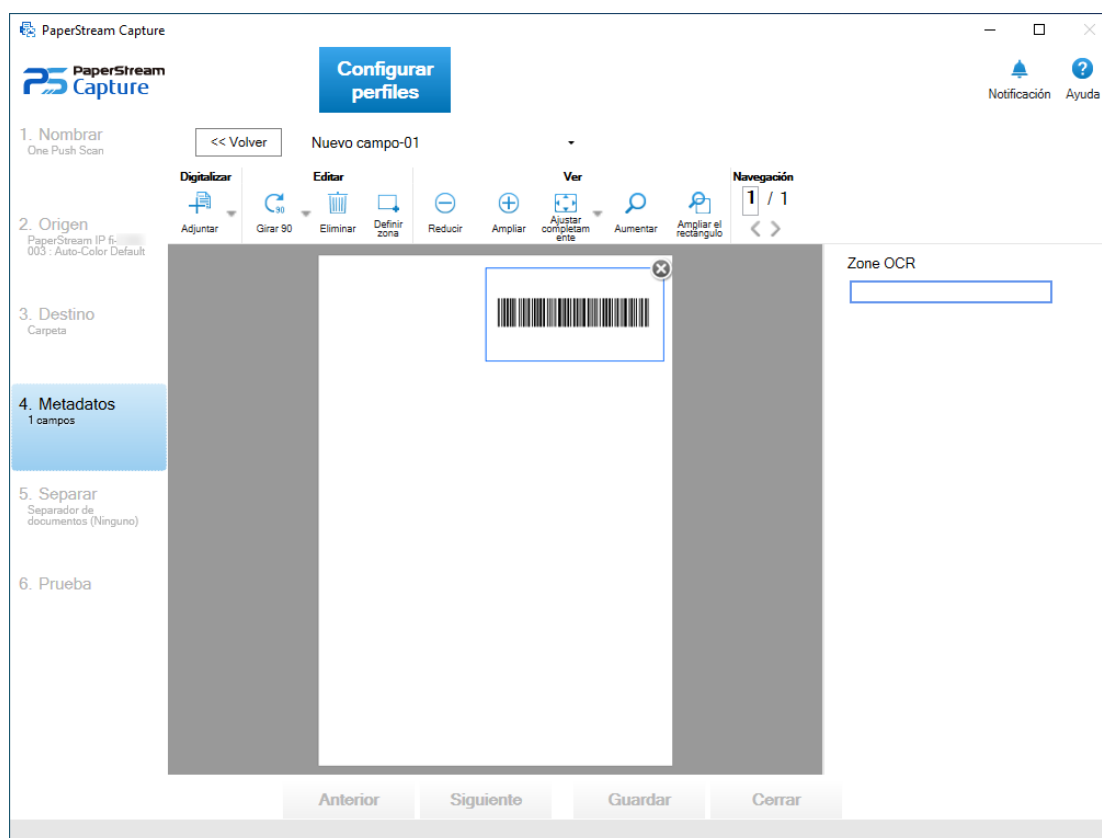 PaperStream Capture
PS PaperStream
Capture
Configurar
perfiles
Notificación
Ayuda
1. Nombrar
One Push Scan
<< Volver
Nuevo campo-01
Digitalizar
Editar
Ver
Navegación
90
1 / 1
Adjuntar
Girar 90
Eliminar
Definir
zona
Reducir
Ampliar
Ajustar
completam
ente
Aumentar
Ampliar el
rectángulo
2. Origen
PaperStream IP fi-
003 : Auto-Color Default
Zone OCR
3. Destino
Carpeta
4. Metadatos
1 campos
5. Separar
Separador de
documentos (Ninguno)
6. Prueba
Anterior
Siguiente
Guardar
Cerrar